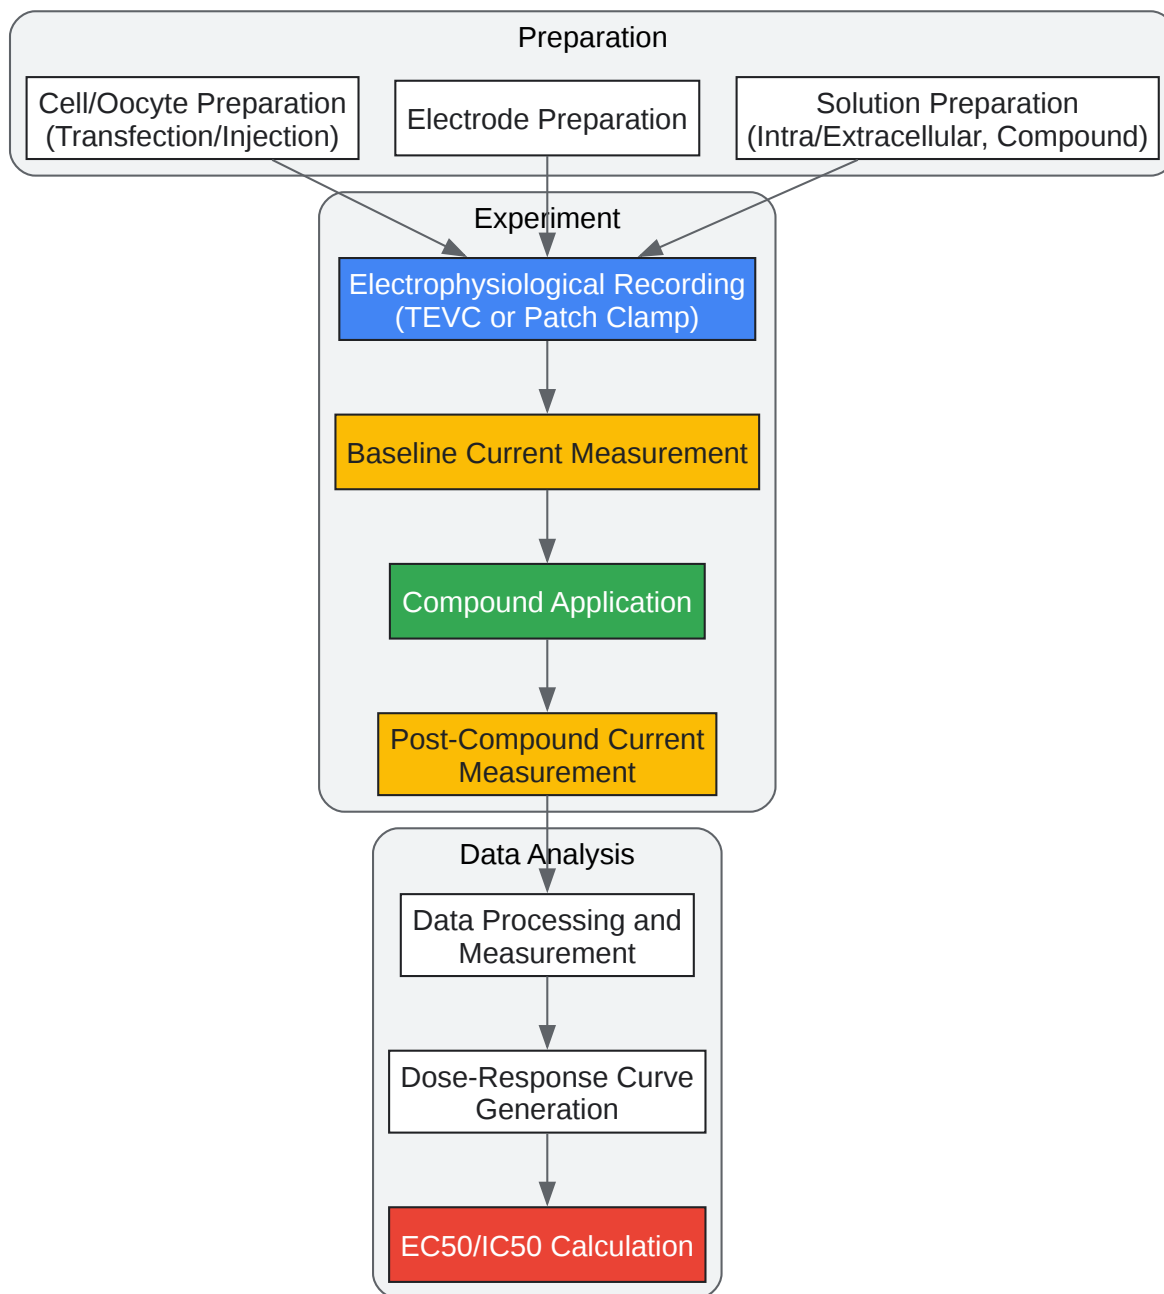 Preparation
Cell/Oocyte Preparation
(Transfection/Injection)
Electrode Preparation
Solution Preparation
(Intra/Extracellular, Compound)
Experiment
Electrophysiological Recording
(TEVC or Patch Clamp)
Baseline Current Measurement
Compound Application
Post-Compound Current
Measurement
Data Analysis
Data Processing and
Measurement
Dose-Response Curve
Generation
EC50/IC50 Calculation